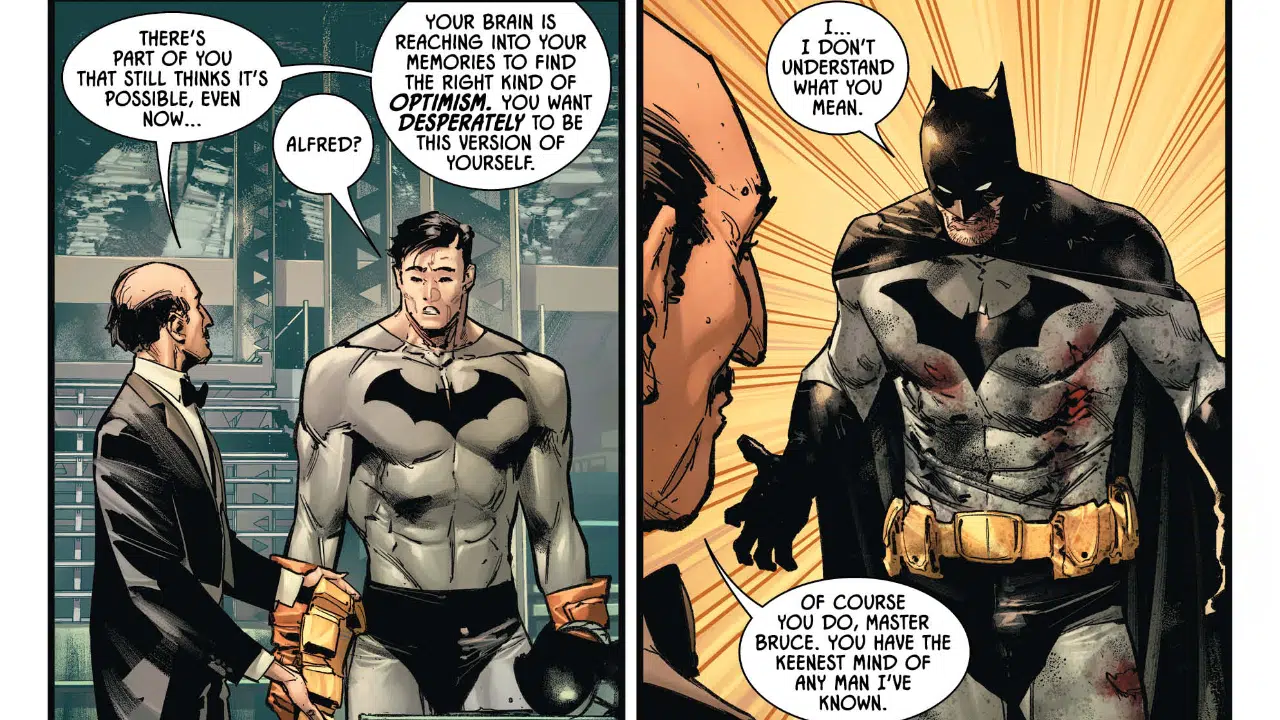 THERE'S
PART OF YOU
THAT STILL THINKS IT'S
POSSIBLE, EVEN
NOW...
YOUR BRAIN IS
REACHING INTO YOUR
MEMORIES TO FIND
THE RIGHT KIND OF
OPTIMISM. YOU WANT
DESPERATELY TO BE
THIS VERSION OF
YOURSELF.
ALFRED?
I...
I DON'T
UNDERSTAND
WHAT YOU
MEAN.
OF COURSE
YOU DO, MASTER
BRUCE. YOU HAVE THE
KEENEST MIND OF
ANY MAN I'VE
KNOWN.